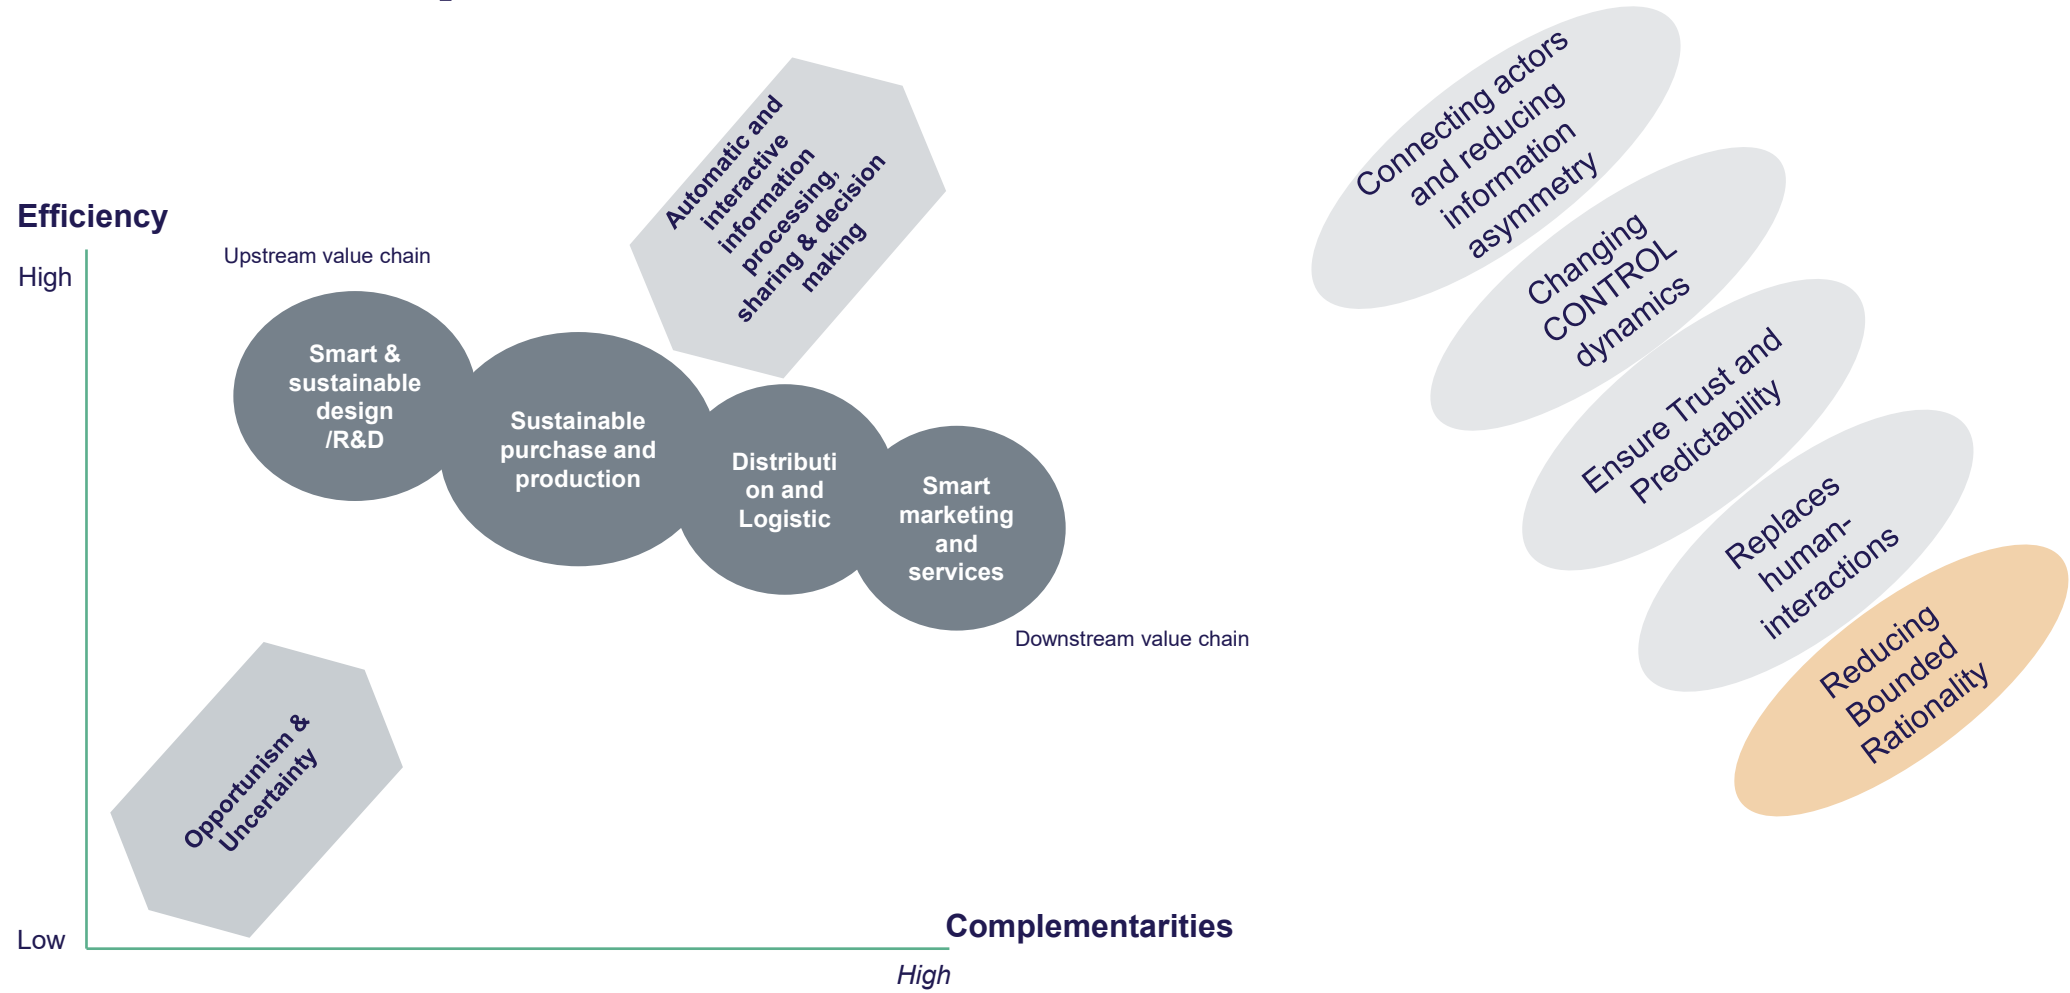 Efficiency
High
Upstream value chain
Smart &
sustainable
design
/R&D
Sustainable
purchase and
production
Distributi
on and
Logistic
Smart
marketing
and
services
Downstream value chain
Automatic and
interactive
information
processing,
sharing & decision
making
Opportunism &
Uncertainty
Low
Complementarities
High
Connecting actors
and reducing
information
asymmetry
Changing
CONTROL
dynamics
Ensure Trust and
Predictability
Replaces
human-
interactions
Reducing
Bounded
Rationality